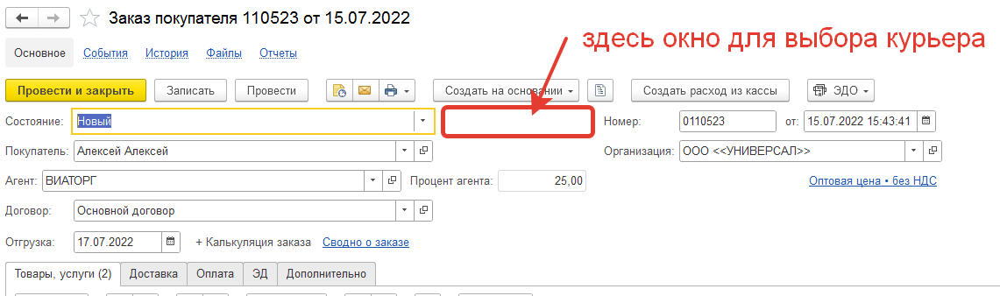 Заказ покупателя 110523 от 15.07.2022
здесь окно для выбора курьера
Основное События История Файлы Отчеты
Провести и закрыть Записать Провести Создать на основании Создать расход из кассы ЭДО
Состояние: Новый Номер: 0110523 от: 15.07.2022 15:43:41
Покупатель: Алексей Алексей Организация: ООО <<УНИВЕРСАЛ>>
Агент: ВИАТОРГ Процент агента: 25,00 Оптовая цена • без НДС
Договор: Основной договор
Отгрузка: 17.07.2022 + Калькуляция заказа Сводно о заказе
Товары, услуги (2) Доставка Оплата ЭД Дополнительно